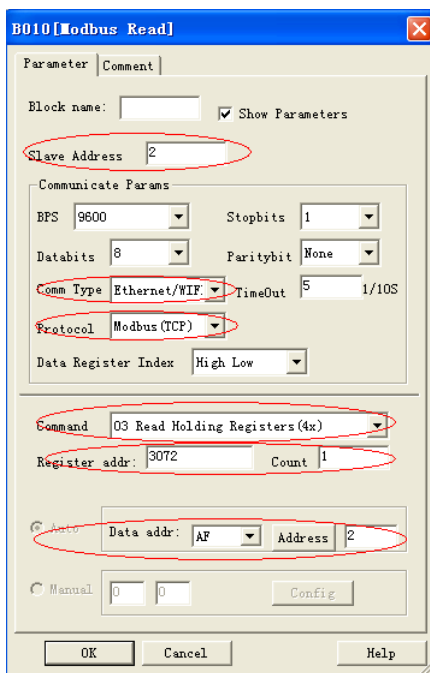 B010[Modbus Read]
Parameter Comment
Block name: Show Parameters
Slave Address 2
Communicate Params
BPS 9600 Stopbits 1
Databits 8 Paritybit None
Comm Type Ethernet/WIFI TimeOut 5 1/10S
Protocol Modbus(TCP)
Data Register Index High Low
Command 03 Read Holding Registers(4x)
Register addr: 3072 Count 1
Auto Data addr: AF Address 2
Manual 0 0 Config
OK Cancel Help